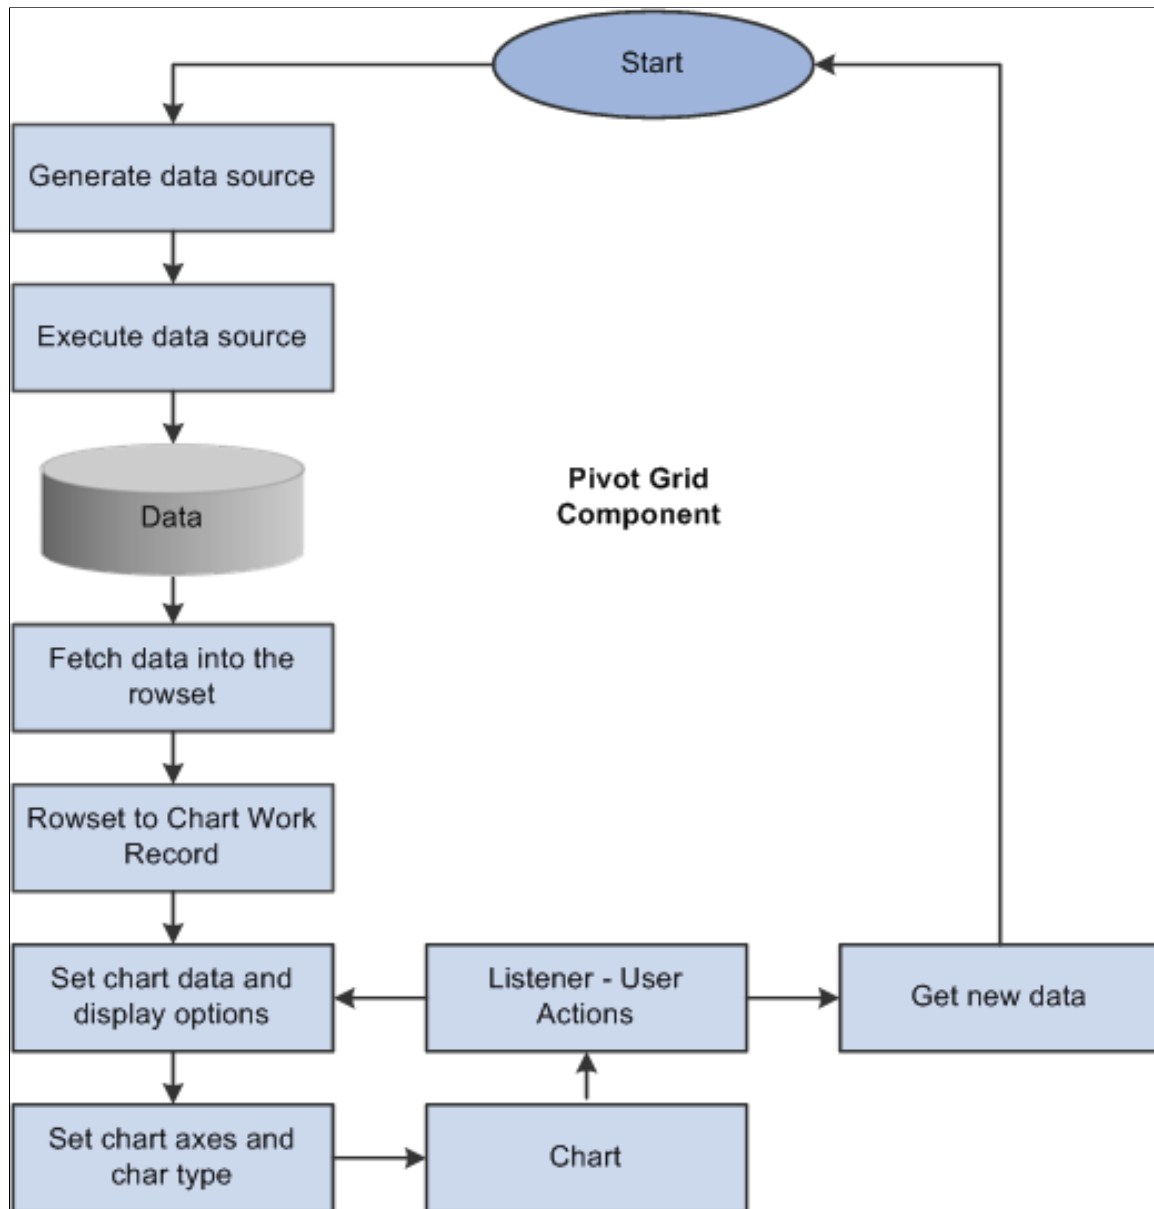 Start
Generate data source
Execute data source
Data
Pivot Grid
Component
Fetch data into the
rowset
Rowset to Chart Work
Record
Set chart data and
display options
Listener - User
Actions
Get new data
Set chart axes and
char type
Chart